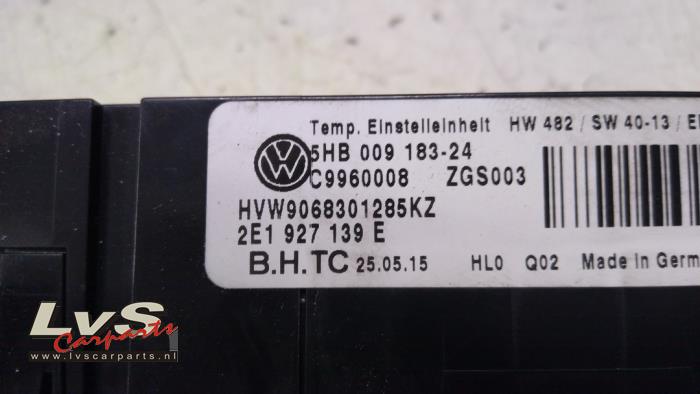 Temp. Einstelleinheit HW 482 / SW 40-13 /
5HB 009 183-24
C9960008 ZGS003
HVW9068301285KZ
2E1 927 139 E
B.H.TC 25.05.15 HL0 Q02 Made in Germ
LvS
Carparts
www.lvscarparts.nl